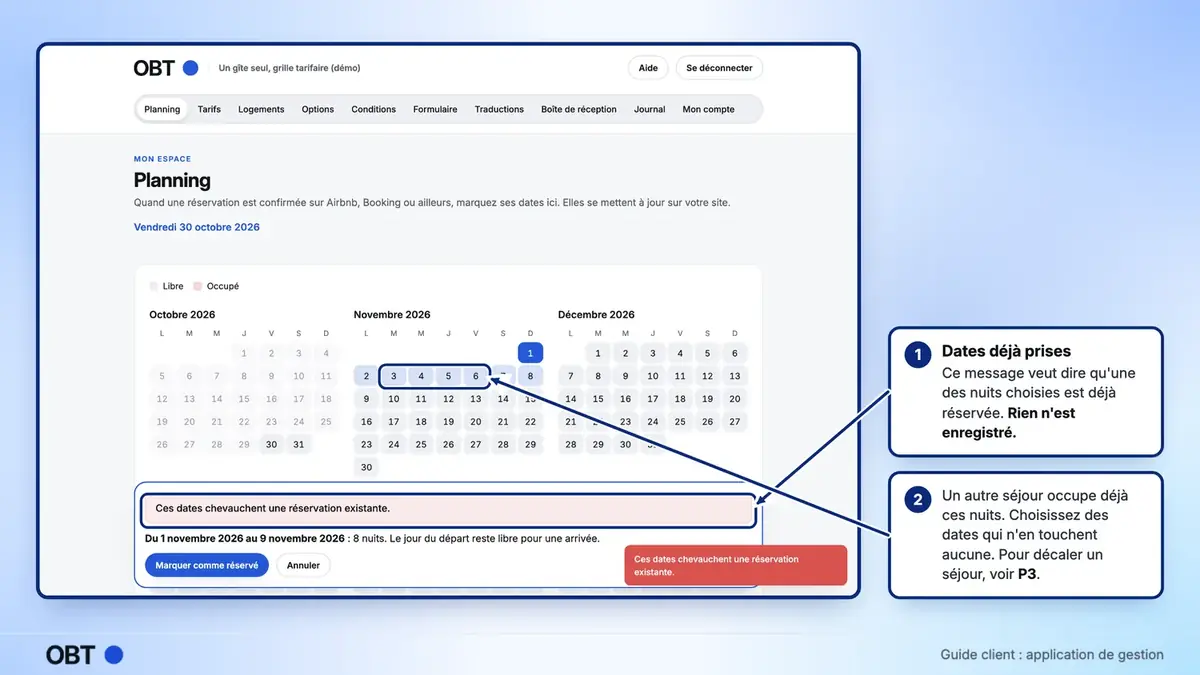 OBT
Un gîte seul, grille tarifaire (démo)
Aide
Se déconnecter
Planning
Tarifs
Logements
Options
Conditions
Formulaire
Traductions
Boîte de réception
Journal
Mon compte
MON ESPACE
Planning
Quand une réservation est confirmée sur Airbnb, Booking ou ailleurs, marquez ses dates ici. Elles se mettent à jour sur votre site.
Vendredi 30 octobre 2026
Libre
Occupé
Octobre 2026
L M M J V S D
1 2 3 4
5 6 7 8 9 10 11
12 13 14 15 16 17 18
19 20 21 22 23 24 25
26 27 28 29 30 31
Novembre 2026
L M M J V S D
1
2 3 4 5 6 8
9 10 11 12 13 14 15
16 17 18 19 20 21 22
23 24 25 26 27 28 29
30
Décembre 2026
L M M J V S D
1 2 3 4 5 6
7 8 9 10 11 12 13
14 15 16 17 18 19 20
21 23 24 25 26 27
28 29 30
Ces dates chevauchent une réservation existante.
Du 1 novembre 2026 au 9 novembre 2026 : 8 nuits. Le jour du départ reste libre pour une arrivée.
Marquer comme réservé
Annuler
Ces dates chevauchent une réservation
existante.
1
Dates déjà prises
Ce message veut dire qu'une
des nuits choisies est déjà
réservée. Rien n'est
enregistré.
2
Un autre séjour occupe déjà
ces nuits. Choisissez des
dates qui n'en touchent
aucune. Pour décaler un
séjour, voir P3.
OBT
Guide client : application de gestion